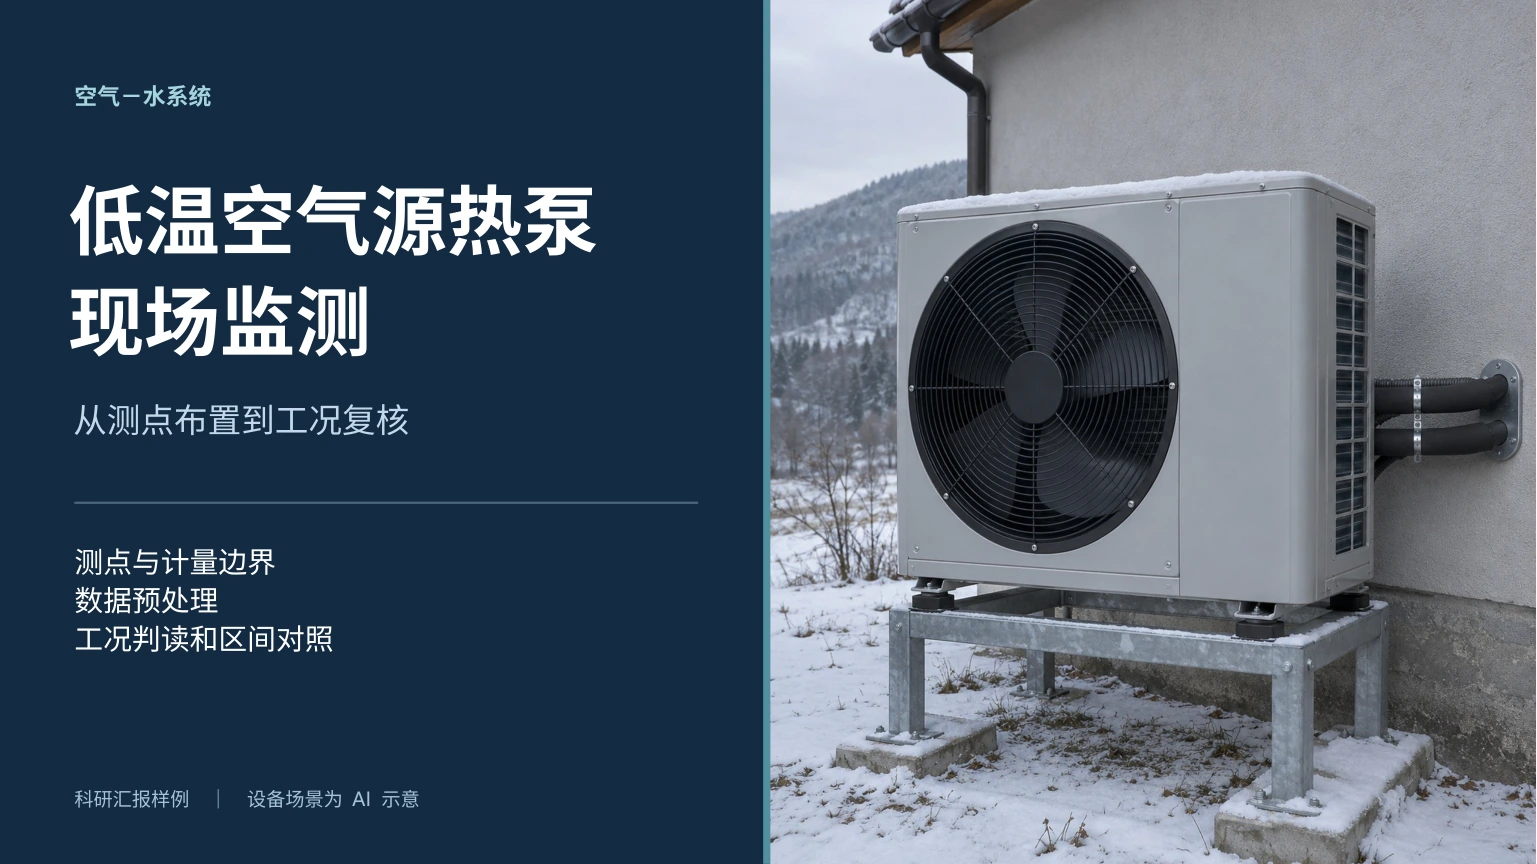 空气－水系统
低温空气源热泵
现场监测
从测点布置到工况复核
测点与计量边界
数据预处理
工况判读和区间对照
科研汇报样例 ｜ 设备场景为 AI 示意